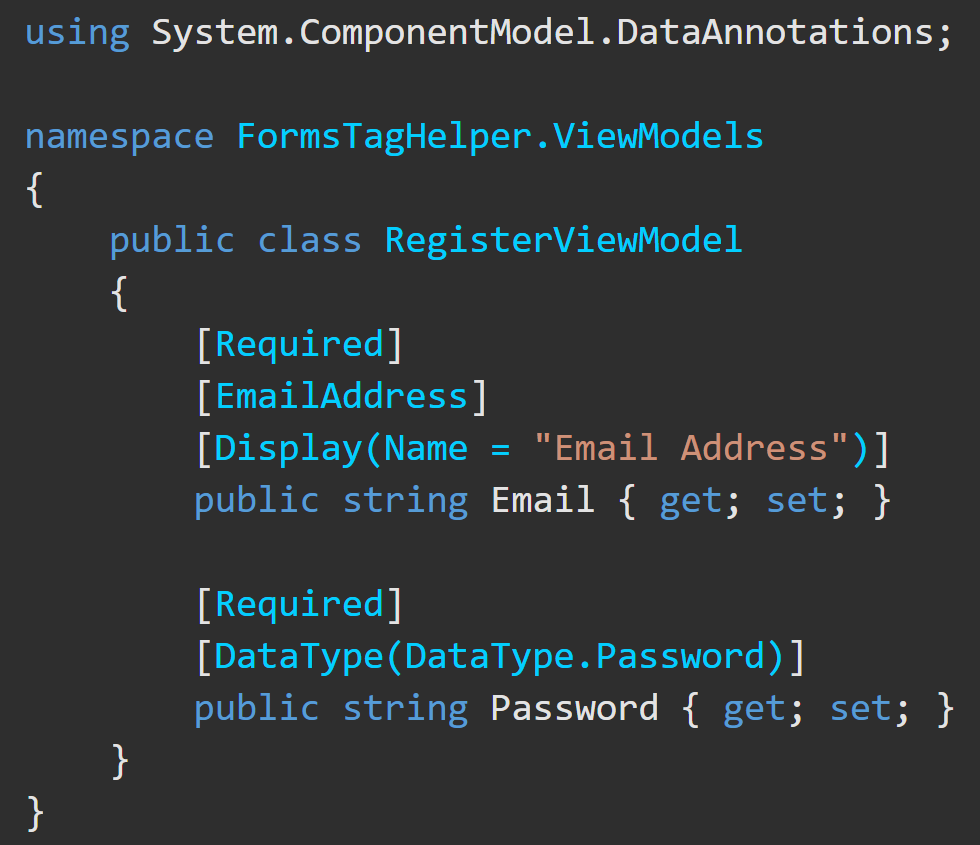 using System.ComponentModel.DataAnnotations;
namespace FormsTagHelper.ViewModels
{
    public class RegisterViewModel
    {
        [Required]
        [EmailAddress]
        [Display(Name = "Email Address")]
        public string Email { get; set; }
        [Required]
        [DataType(DataType.Password)]
        public string Password { get; set; }
    }
}